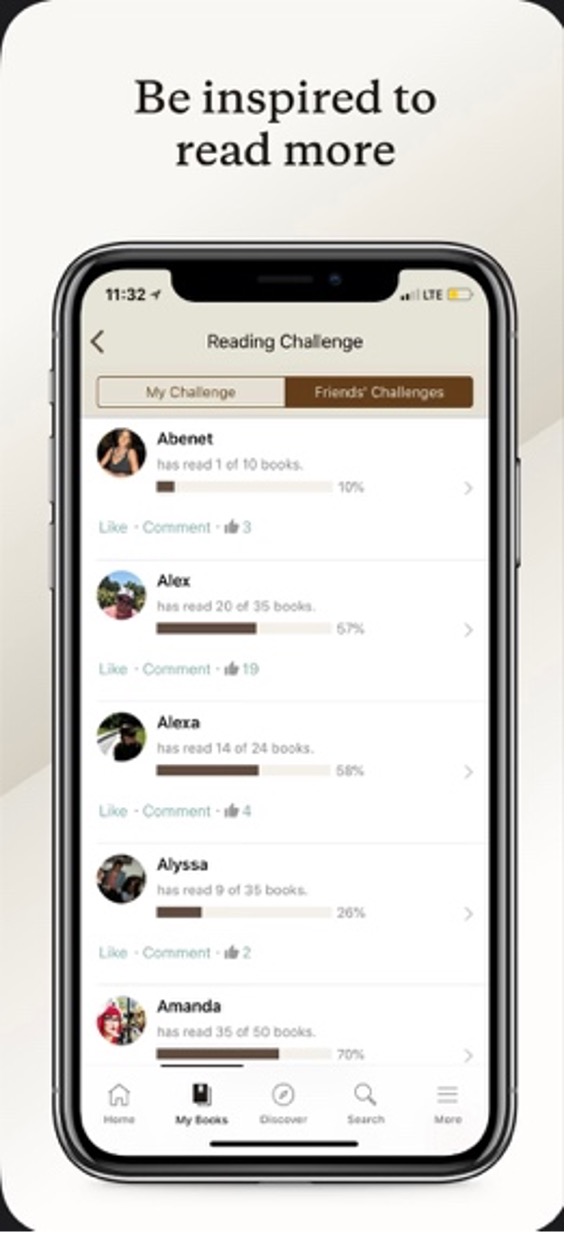 Be inspired to
read more
11:32
LTE
Reading Challenge
My Challenge
Friends' Challenges
Abenet
has read 1 of 10 books.
10%
Like · Comment · 3
Alex
has read 20 of 35 books.
57%
Like · Comment · 19
Alexa
has read 14 of 24 books.
58%
Like · Comment · 4
Alyssa
has read 9 of 35 books.
26%
Like · Comment · 2
Amanda
has read 35 of 50 books.
70%
Home
My Books
Discover
Search
More